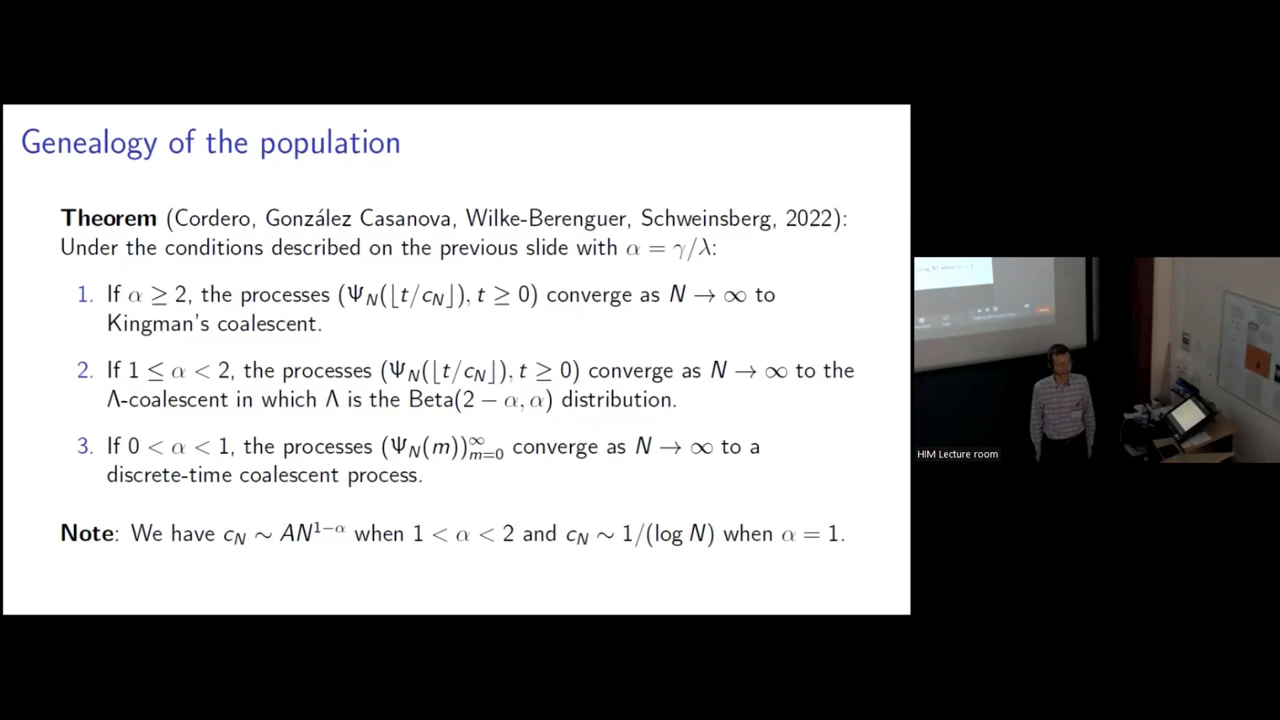 Genealogy of the population
Theorem (Cordero, González Casanova, Wilke-Berenguer, Schweinsberg, 2022):
Under the conditions described on the previous slide with α = γ/λ:
1. If α ≥ 2, the processes (Ψ_N(⌊t/c_N⌋), t ≥ 0) converge as N → ∞ to
Kingman's coalescent.
2. If 1 ≤ α < 2, the processes (Ψ_N(⌊t/c_N⌋), t ≥ 0) converge as N → ∞ to the
Λ-coalescent in which Λ is the Beta(2 − α, α) distribution.
3. If 0 < α < 1, the processes (Ψ_N(m))_{m=0}^∞ converge as N → ∞ to a
discrete-time coalescent process.
Note: We have c_N ∼ AN^{1−α} when 1 < α < 2 and c_N ∼ 1/(log N) when α = 1.
HIM Lecture room